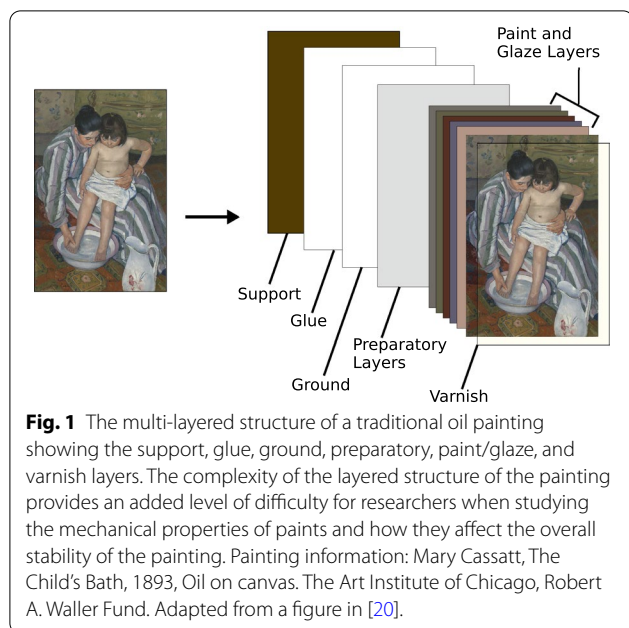 Paint and
Glaze Layers
Support
Glue
Ground
Preparatory
Layers
Varnish
Fig. 1 The multi-layered structure of a traditional oil painting
showing the support, glue, ground, preparatory, paint/glaze, and
varnish layers. The complexity of the layered structure of the painting
provides an added level of difficulty for researchers when studying
the mechanical properties of paints and how they affect the overall
stability of the painting. Painting information: Mary Cassatt, The
Child's Bath, 1893, Oil on canvas. The Art Institute of Chicago, Robert
A. Waller Fund. Adapted from a figure in [20].